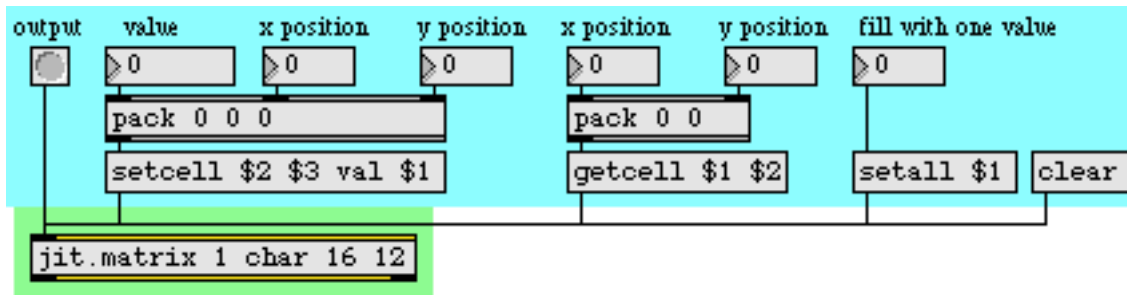 output value x position y position x position y position fill with one value
0 0 0 0 0 0
pack 0 0 0 pack 0 0
setcell $2 $3 val $1 getcell $1 $2 setall $1 clear
jit.matrix 1 char 16 12